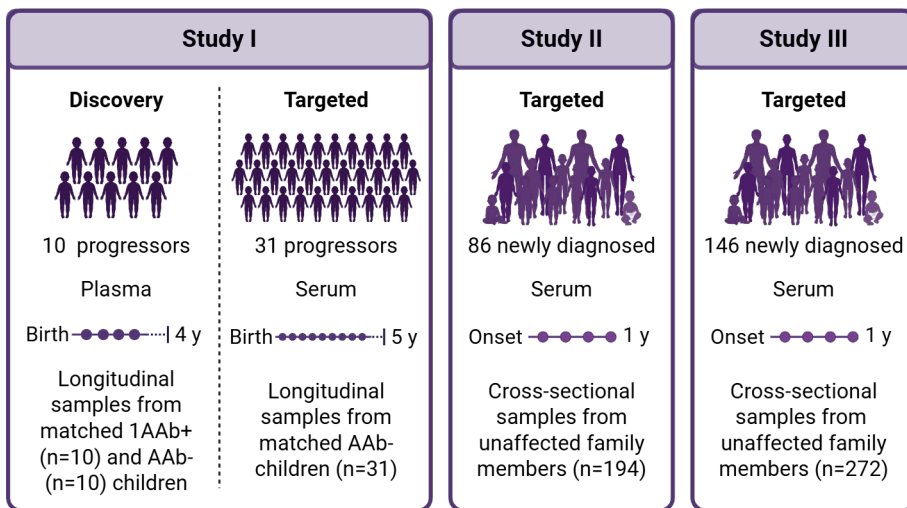 Study I
Discovery
10 progressors
Plasma
Birth 4 y
Longitudinal
samples from
matched 1AAb+
(n=10) and AAb-
(n=10) children
Targeted
31 progressors
Serum
Birth 5 y
Longitudinal
samples from
matched AAb-
children (n=31)
Study II
Targeted
86 newly diagnosed
Serum
Onset 1 y
Cross-sectional
samples from
unaffected family
members (n=194)
Study III
Targeted
146 newly diagnosed
Serum
Onset 1 y
Cross-sectional
samples from
unaffected family
members (n=272)